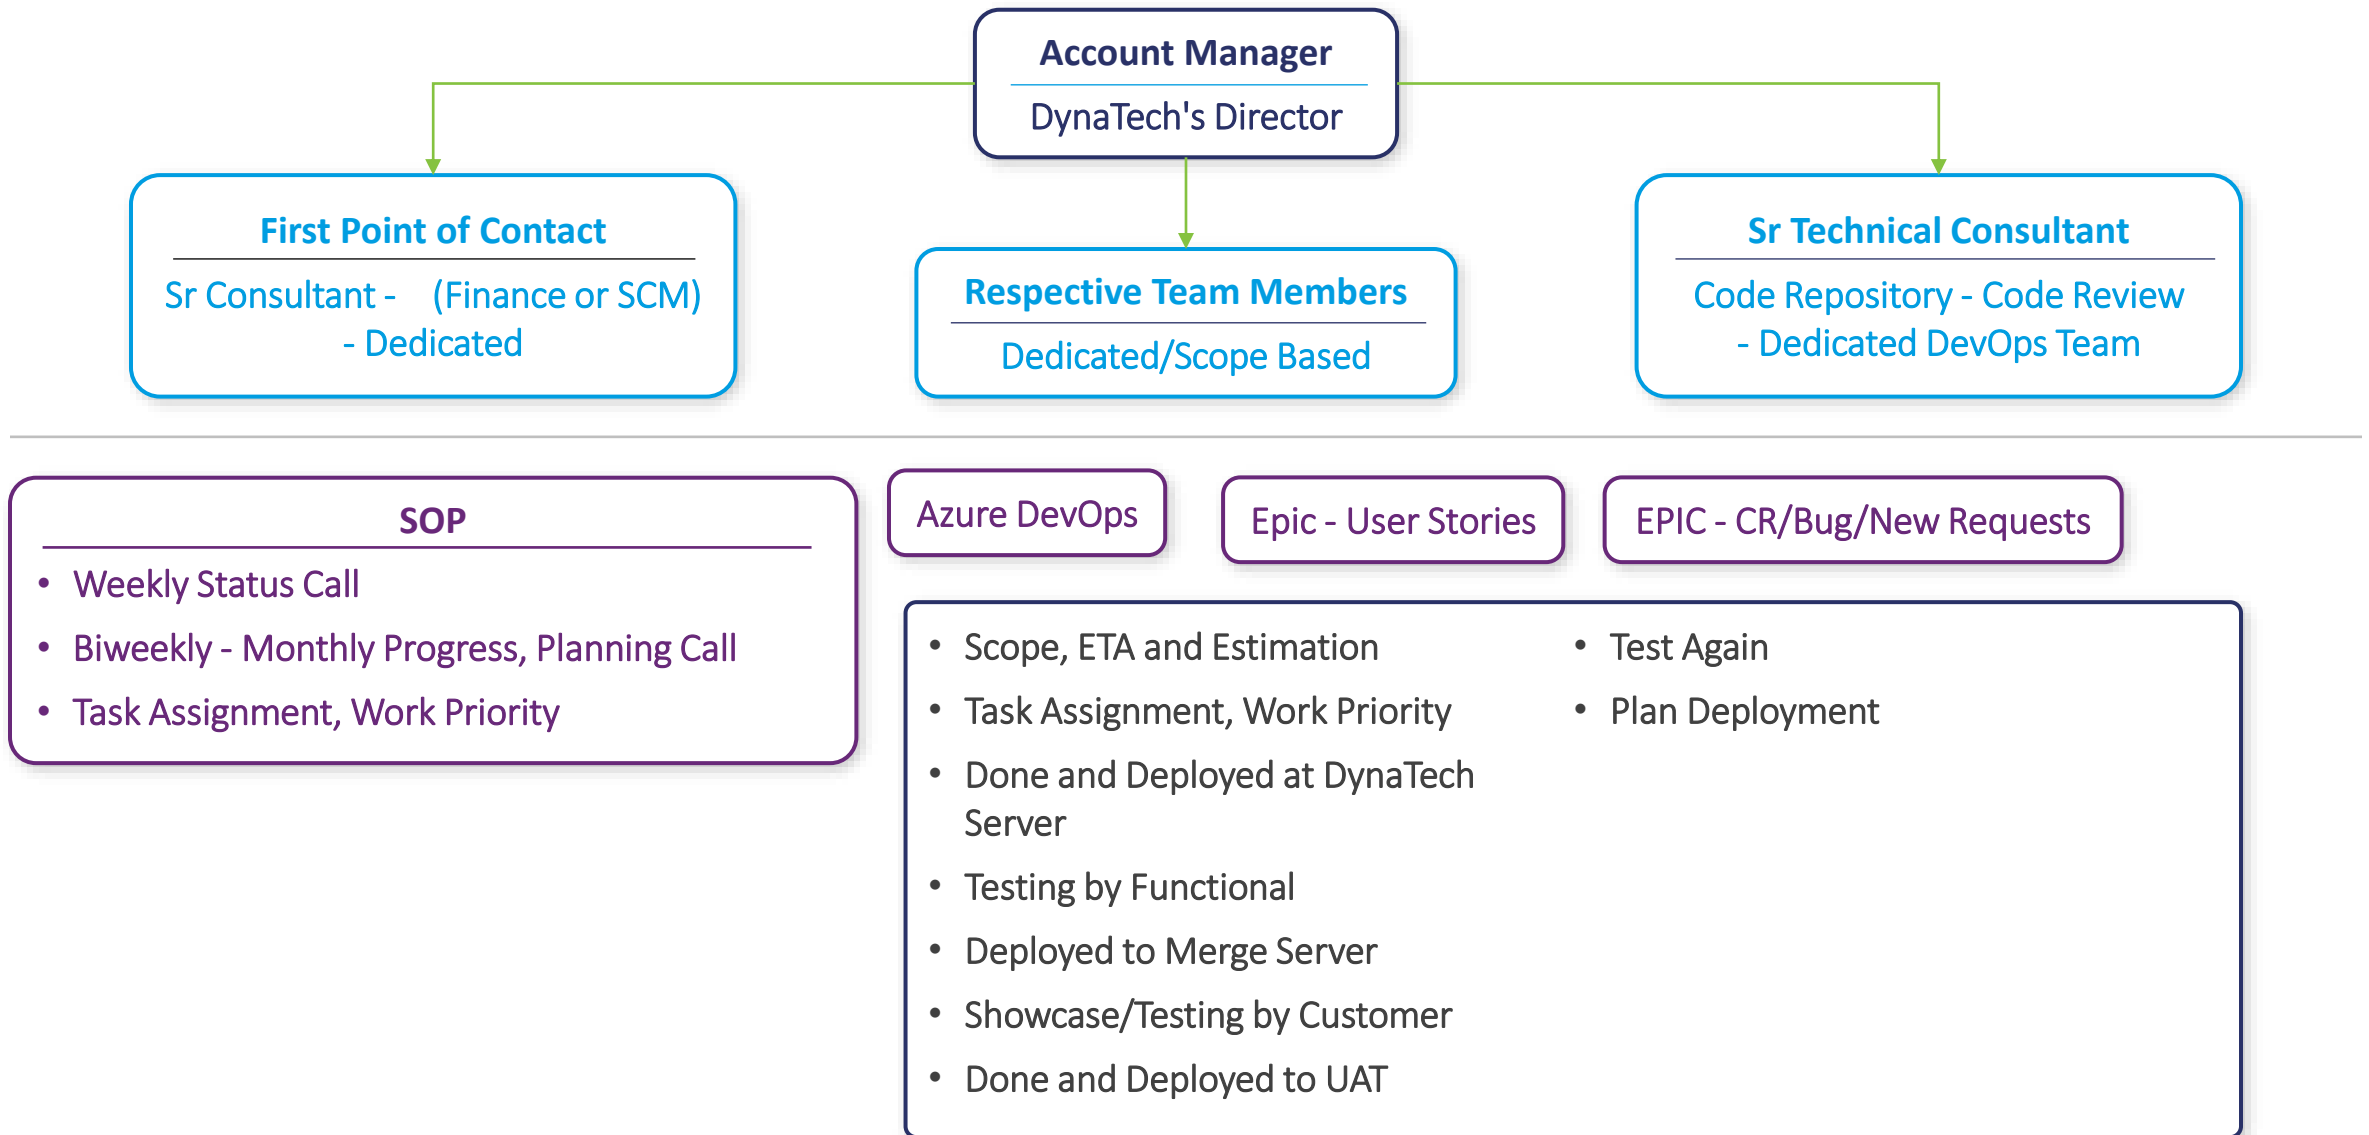 Account Manager
DynaTech's Director
First Point of Contact
Sr Consultant - (Finance or SCM)
- Dedicated
Respective Team Members
Dedicated/Scope Based
Sr Technical Consultant
Code Repository - Code Review
- Dedicated DevOps Team
SOP
• Weekly Status Call
• Biweekly - Monthly Progress, Planning Call
• Task Assignment, Work Priority
Azure DevOps
Epic - User Stories
EPIC - CR/Bug/New Requests
• Scope, ETA and Estimation
• Task Assignment, Work Priority
• Done and Deployed at DynaTech
Server
• Testing by Functional
• Deployed to Merge Server
• Showcase/Testing by Customer
• Done and Deployed to UAT
• Test Again
• Plan Deployment